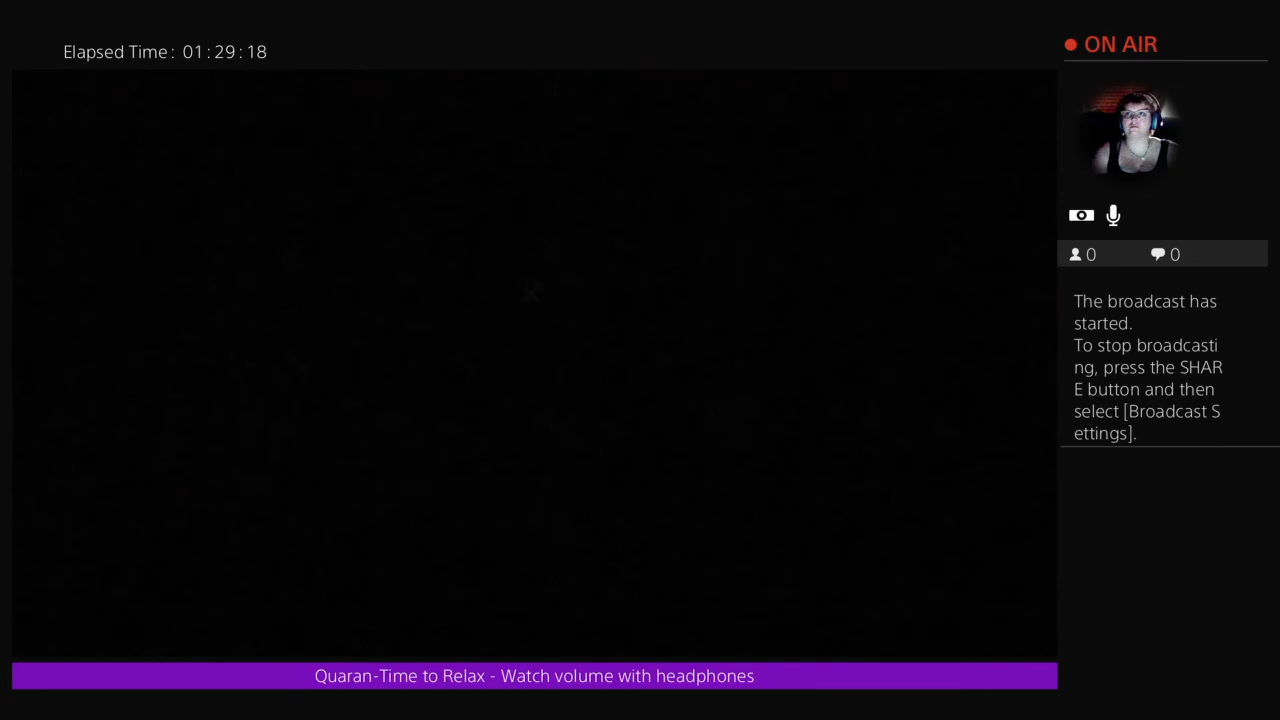 Elapsed Time: 01:29:18
ON AIR
0 0
The broadcast has
started.
To stop broadcasti
ng, press the SHAR
E button and then
select [Broadcast S
ettings].
Quaran-Time to Relax - Watch volume with headphones